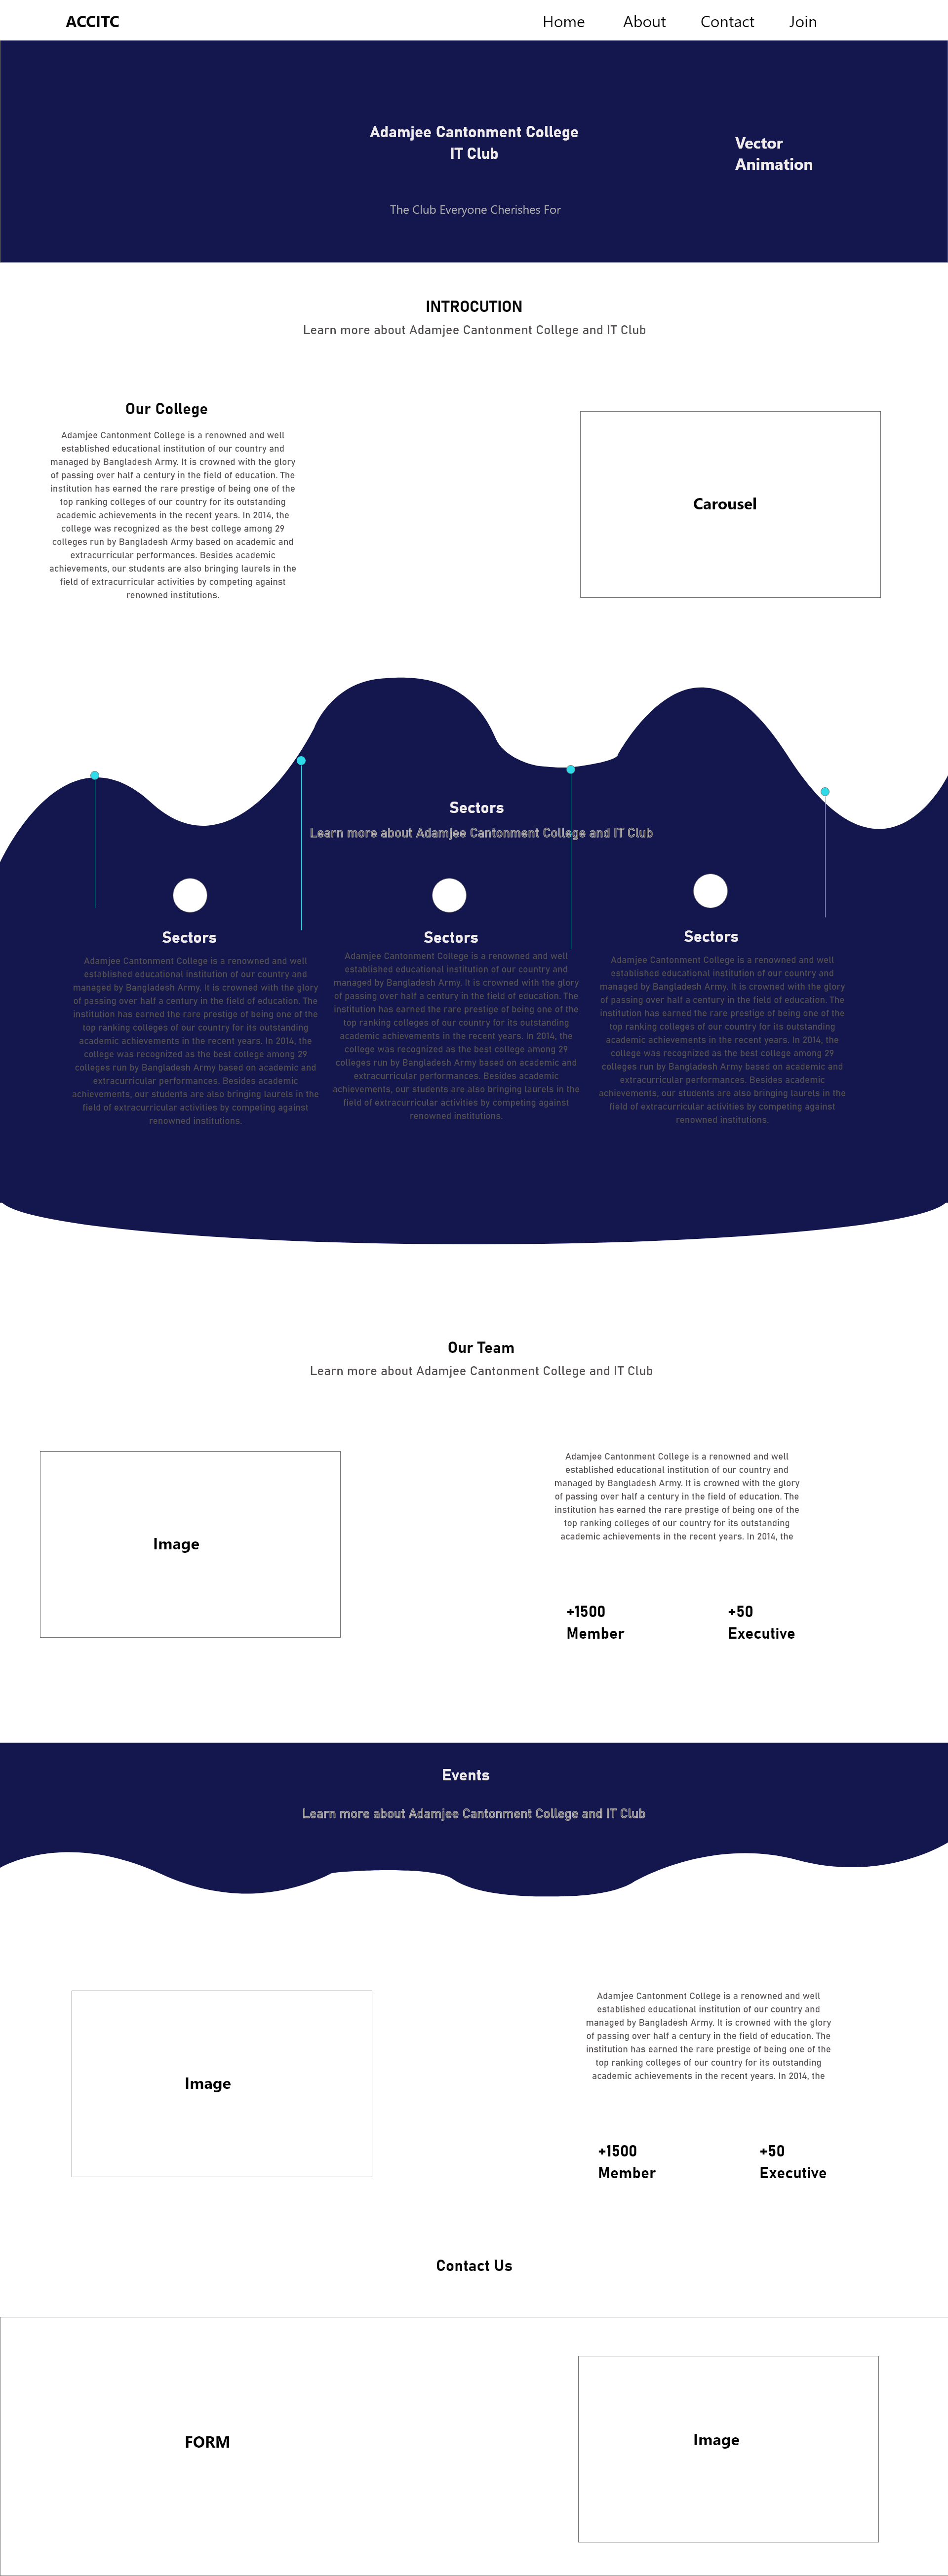 ACCITC
Home About Contact Join
Adamjee Cantonment College
IT Club
Vector
Animation
The Club Everyone Cherishes For
INTROCUTION
Learn more about Adamjee Cantonment College and IT Club
Our College
Adamjee Cantonment College is a renowned and well
established educational institution of our country and
managed by Bangladesh Army. It is crowned with the glory
of passing over half a century in the field of education. The
institution has earned the rare prestige of being one of the
top ranking colleges of our country for its outstanding
academic achievements in the recent years. In 2014, the
college was recognized as the best college among 29
colleges run by Bangladesh Army based on academic and
extracurricular performances. Besides academic
achievements, our students are also bringing laurels in the
field of extracurricular activities by competing against
renowned institutions.
Carousel
Sectors
Learn more about Adamjee Cantonment College and IT Club
Sectors
Adamjee Cantonment College is a renowned and well
established educational institution of our country and
managed by Bangladesh Army. It is crowned with the glory
of passing over half a century in the field of education. The
institution has earned the rare prestige of being one of the
top ranking colleges of our country for its outstanding
academic achievements in the recent years. In 2014, the
college was recognized as the best college among 29
colleges run by Bangladesh Army based on academic and
extracurricular performances. Besides academic
achievements, our students are also bringing laurels in the
field of extracurricular activities by competing against
renowned institutions.
Sectors
Adamjee Cantonment College is a renowned and well
established educational institution of our country and
managed by Bangladesh Army. It is crowned with the glory
of passing over half a century in the field of education. The
institution has earned the rare prestige of being one of the
top ranking colleges of our country for its outstanding
academic achievements in the recent years. In 2014, the
college was recognized as the best college among 29
colleges run by Bangladesh Army based on academic and
extracurricular performances. Besides academic
achievements, our students are also bringing laurels in the
field of extracurricular activities by competing against
renowned institutions.
Sectors
Adamjee Cantonment College is a renowned and well
established educational institution of our country and
managed by Bangladesh Army. It is crowned with the glory
of passing over half a century in the field of education. The
institution has earned the rare prestige of being one of the
top ranking colleges of our country for its outstanding
academic achievements in the recent years. In 2014, the
college was recognized as the best college among 29
colleges run by Bangladesh Army based on academic and
extracurricular performances. Besides academic
achievements, our students are also bringing laurels in the
field of extracurricular activities by competing against
renowned institutions.
Our Team
Learn more about Adamjee Cantonment College and IT Club
Image
Adamjee Cantonment College is a renowned and well
established educational institution of our country and
managed by Bangladesh Army. It is crowned with the glory
of passing over half a century in the field of education. The
institution has earned the rare prestige of being one of the
top ranking colleges of our country for its outstanding
academic achievements in the recent years. In 2014, the
+1500
Member
+50
Executive
Events
Learn more about Adamjee Cantonment College and IT Club
Image
Adamjee Cantonment College is a renowned and well
established educational institution of our country and
managed by Bangladesh Army. It is crowned with the glory
of passing over half a century in the field of education. The
institution has earned the rare prestige of being one of the
top ranking colleges of our country for its outstanding
academic achievements in the recent years. In 2014, the
+1500
Member
+50
Executive
Contact Us
FORM
Image